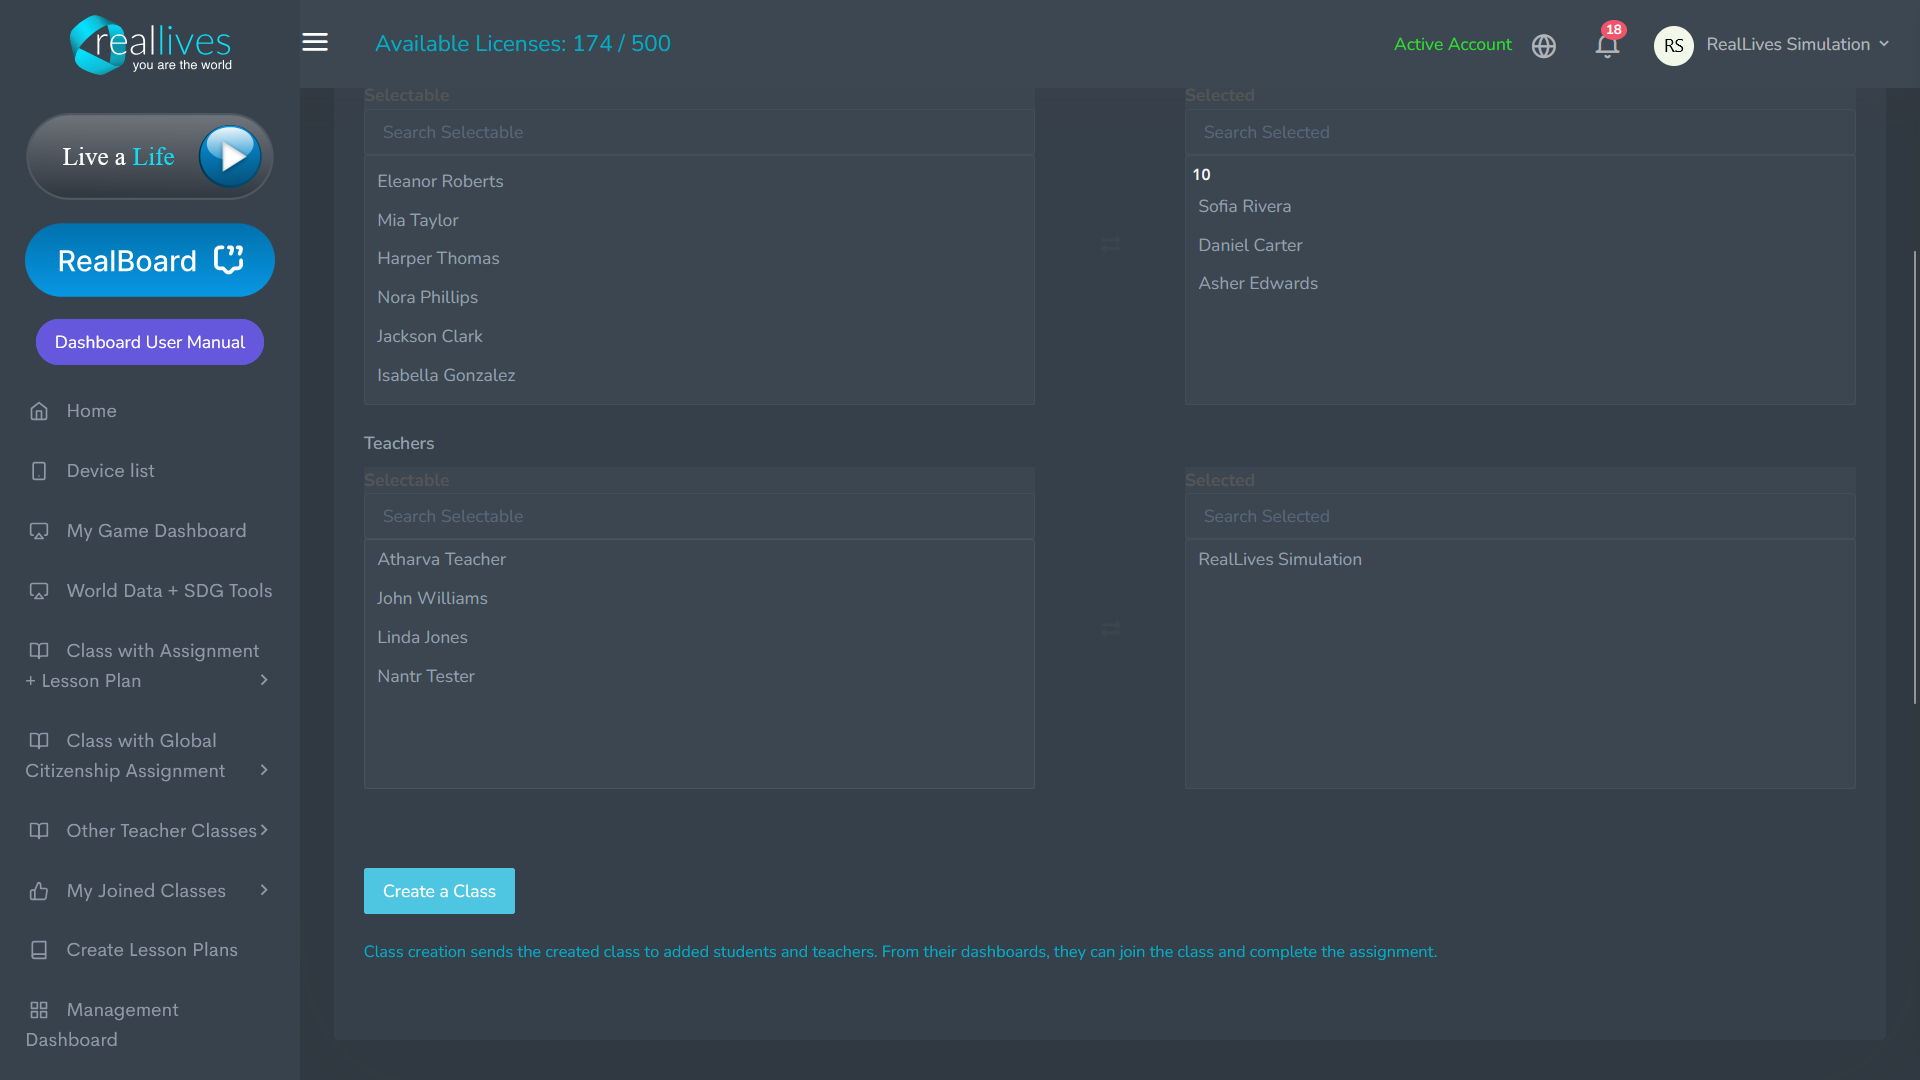 reallives
you are the world
Available Licenses: 174 / 500
Active Account
18
RS
RealLives Simulation
Live a Life
RealBoard
Dashboard User Manual
Home
Device list
My Game Dashboard
World Data + SDG Tools
Class with Assignment
+ Lesson Plan
Class with Global
Citizenship Assignment
Other Teacher Classes
My Joined Classes
Create Lesson Plans
Management
Dashboard
Selectable
Search Selectable
Eleanor Roberts
Mia Taylor
Harper Thomas
Nora Phillips
Jackson Clark
Isabella Gonzalez
Selected
Search Selected
10
Sofia Rivera
Daniel Carter
Asher Edwards
Teachers
Selectable
Search Selectable
Atharva Teacher
John Williams
Linda Jones
Nantr Tester
Selected
Search Selected
RealLives Simulation
Create a Class
Class creation sends the created class to added students and teachers. From their dashboards, they can join the class and complete the assignment.